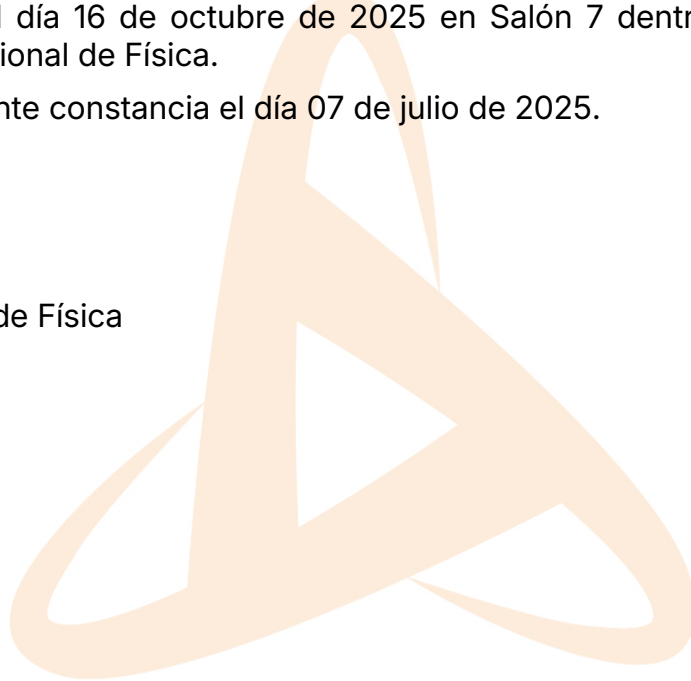 día 16 de octubre de 2025 en Salón 7 dentr
ional de Física.
nte constancia el día 07 de julio de 2025.
de Física